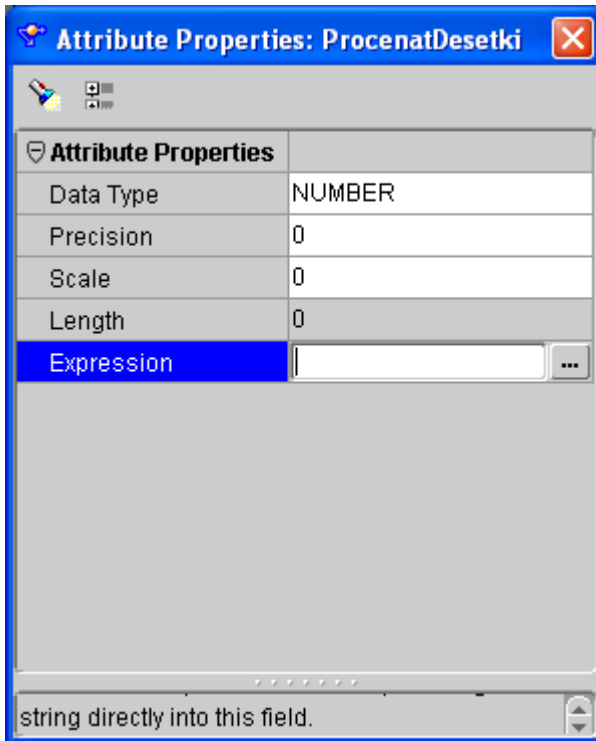 Attribute Properties: ProcenatDesetki
Attribute Properties
Data Type NUMBER
Precision 0
Scale 0
Length 0
Expression ...
string directly into this field.